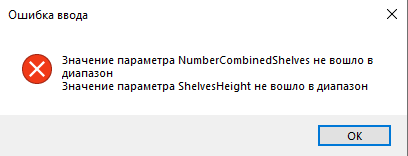 Ошибка ввода
Значение параметра NumberCombinedShelves не вошло в
диапазон
Значение параметра ShelvesHeight не вошло в диапазон
OK